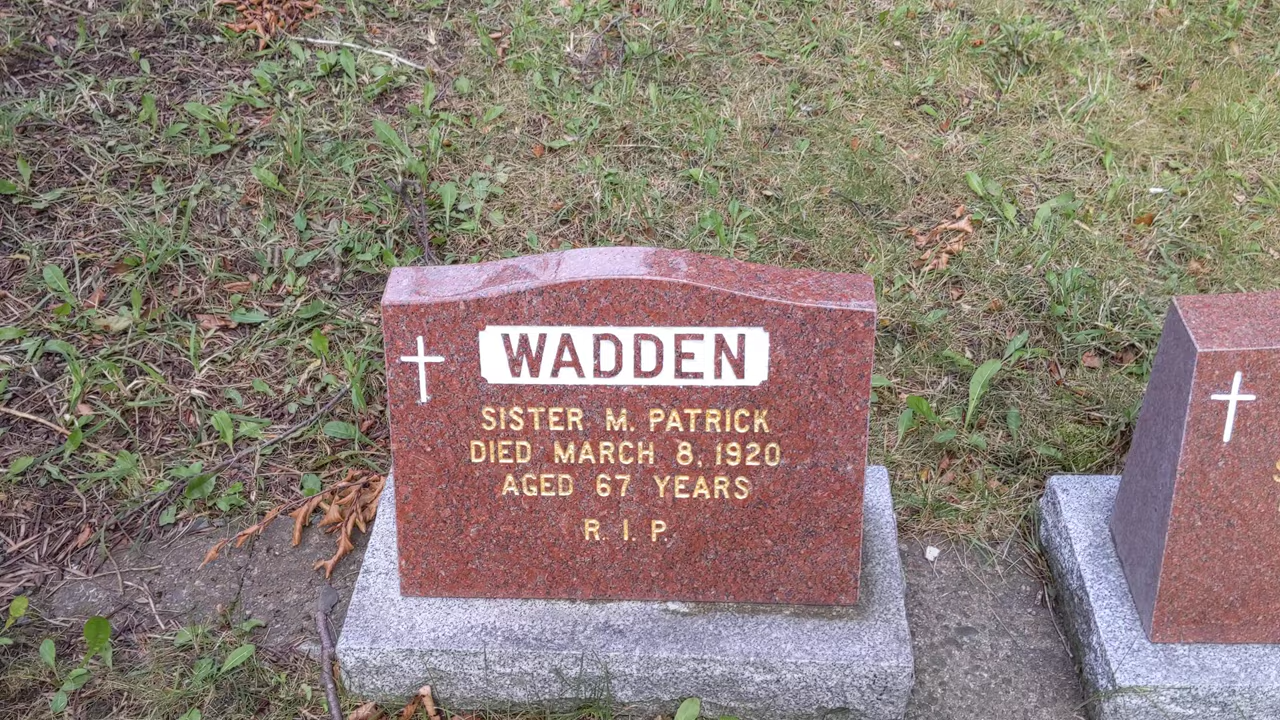 WADDEN
SISTER M. PATRICK
DIED MARCH 8, 1920
AGED 67 YEARS
R. I. P.